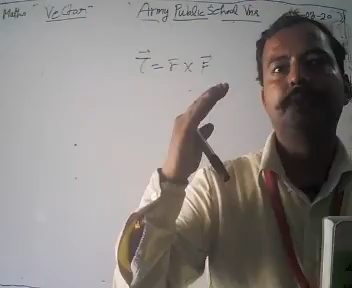 Maths " Vector " Army Public School Vns
τ⃗ = r⃗ × F⃗